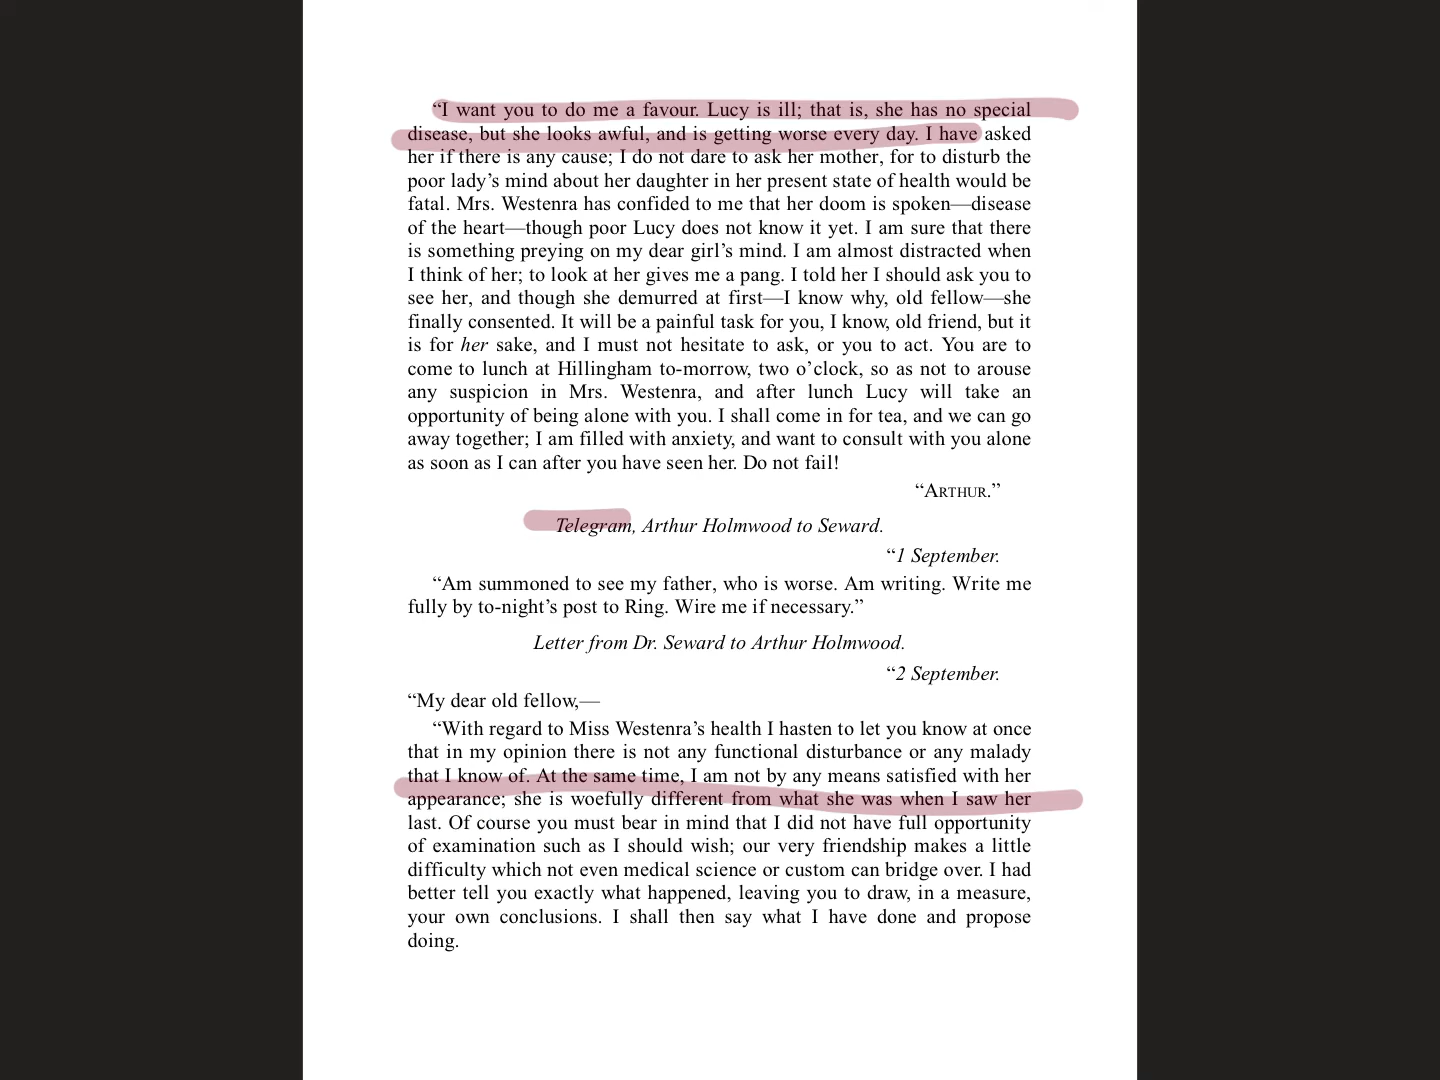 “I want you to do me a favour. Lucy is ill; that is, she has no special
disease, but she looks awful, and is getting worse every day. I have asked
her if there is any cause; I do not dare to ask her mother, for to disturb the
poor lady’s mind about her daughter in her present state of health would be
fatal. Mrs. Westenra has confided to me that her doom is spoken—disease
of the heart—though poor Lucy does not know it yet. I am sure that there
is something preying on my dear girl’s mind. I am almost distracted when
I think of her; to look at her gives me a pang. I told her I should ask you to
see her, and though she demurred at first—I know why, old fellow—she
finally consented. It will be a painful task for you, I know, old friend, but it
is for her sake, and I must not hesitate to ask, or you to act. You are to
come to lunch at Hillingham to-morrow, two o’clock, so as not to arouse
any suspicion in Mrs. Westenra, and after lunch Lucy will take an
opportunity of being alone with you. I shall come in for tea, and we can go
away together; I am filled with anxiety, and want to consult with you alone
as soon as I can after you have seen her. Do not fail!
“ARTHUR.”
Telegram, Arthur Holmwood to Seward.
“1 September.
“Am summoned to see my father, who is worse. Am writing. Write me
fully by to-night’s post to Ring. Wire me if necessary.”
Letter from Dr. Seward to Arthur Holmwood.
“2 September.
“My dear old fellow,—
“With regard to Miss Westenra’s health I hasten to let you know at once
that in my opinion there is not any functional disturbance or any malady
that I know of. At the same time, I am not by any means satisfied with her
appearance; she is woefully different from what she was when I saw her
last. Of course you must bear in mind that I did not have full opportunity
of examination such as I should wish; our very friendship makes a little
difficulty which not even medical science or custom can bridge over. I had
better tell you exactly what happened, leaving you to draw, in a measure,
your own conclusions. I shall then say what I have done and propose
doing.